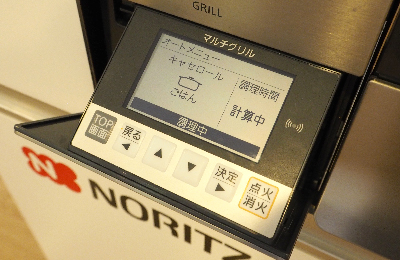 GRILL
マルチグリル
オートメニュー
キャセロール
ごはん
調理時間
計算中
調理中
TOP
画面
戻る
決定
点火
消火
NORITZ